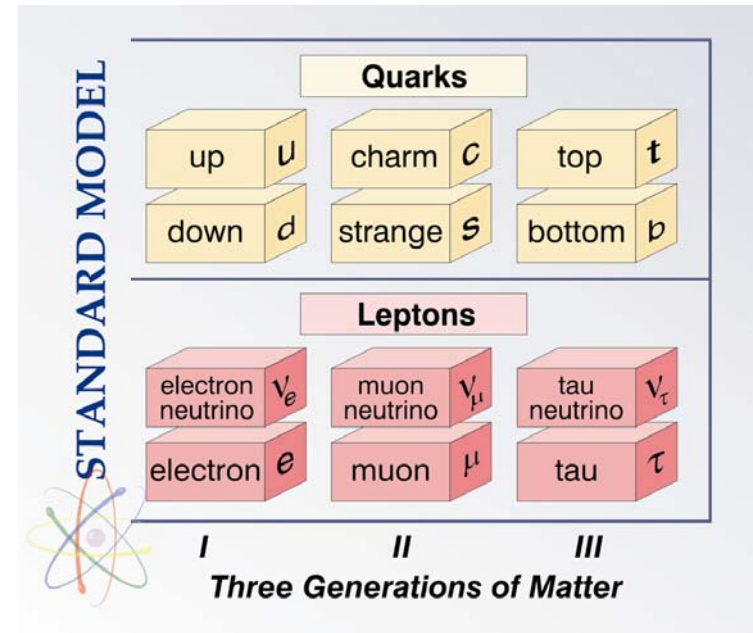 STANDARD MODEL
Quarks
up u charm c top t
down d strange s bottom b
Leptons
electron muon tau
neutrino νe neutrino νμ neutrino ντ
electron e muon μ tau τ
I II III
Three Generations of Matter